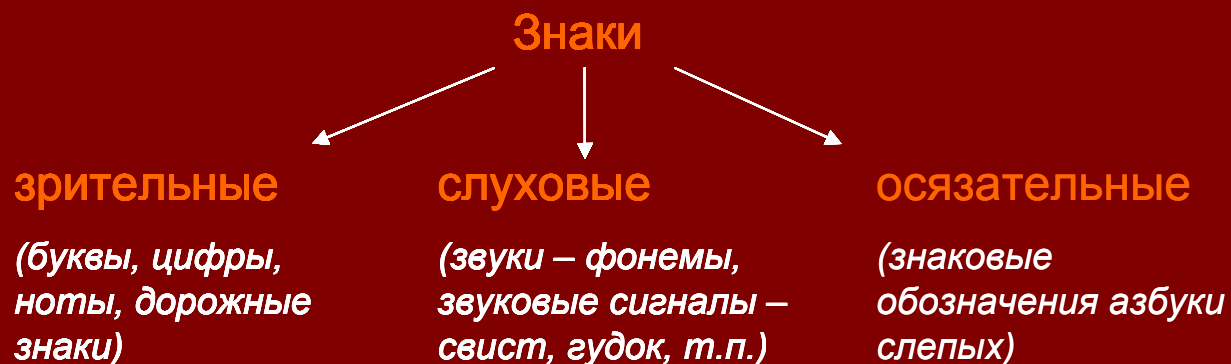 Знаки
зрительные
(буквы, цифры,
ноты, дорожные
знаки)
слуховые
(звуки – фонемы,
звуковые сигналы –
свист, гудок, т.п.)
осязательные
(знаковые
обозначения азбуки
слепых)